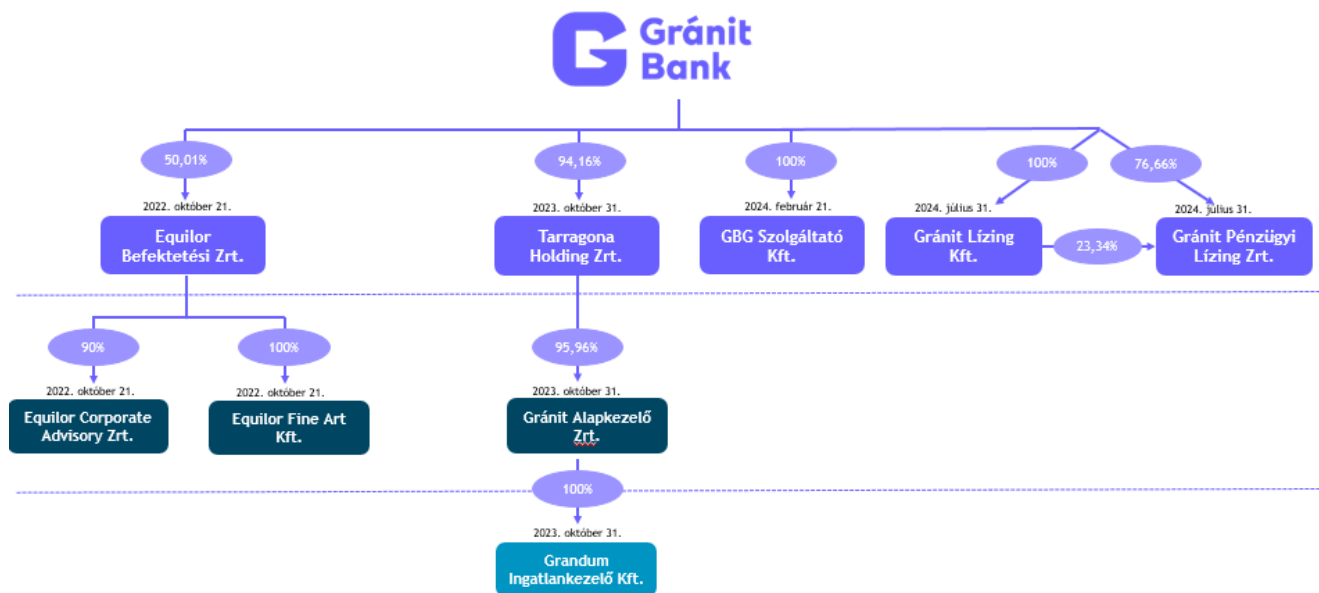 Gránit
Bank
50,01%
94,16%
100%
100%
76,66%
2022. október 21.
2023. október 31.
2024. február 21.
2024. július 31.
2024. július 31.
Equilor
Befektetési Zrt.
Tarragona
Holding Zrt.
GBG Szolgáltató
Kft.
Gránit Lízing
Kft.
23,34%
Gránit Pénzügyi
Lízing Zrt.
90%
100%
95,96%
2022. október 21.
2022. október 21.
2023. október 31.
Equilor Corporate
Advisory Zrt.
Equilor Fine Art
Kft.
Gránit Alapkezelő
Zrt.
100%
2023. október 31.
Grandum
Ingatlankezelő Kft.